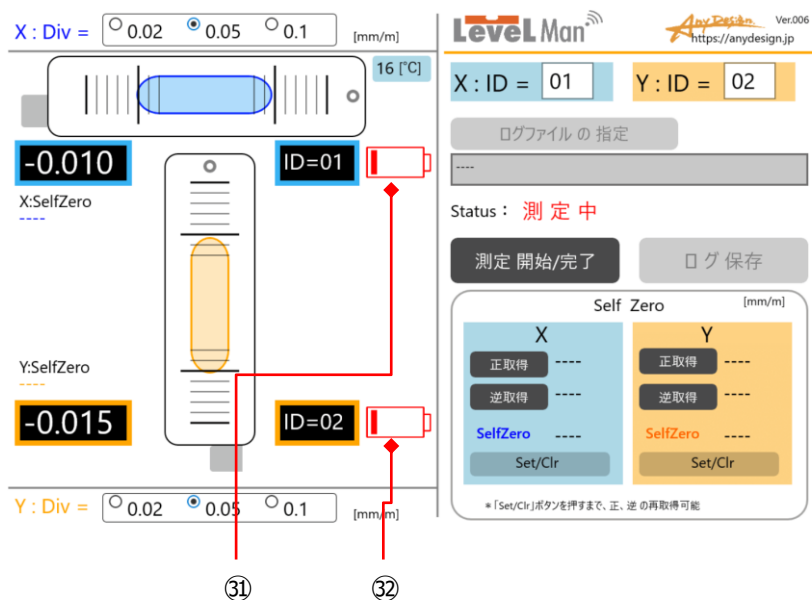 X : Div = 0.02 0.05 0.1 [mm/m]
16 [℃]
-0.010
ID=01
X:SelfZero
----
Y:SelfZero
----
-0.015
ID=02
Y : Div = 0.02 0.05 0.1 [mm/m]
㉛
㉜
LeveL Man
AnyDesign. Ver.006
https://anydesign.jp
X : ID = 01
Y : ID = 02
ログファイル の 指定
----
Status： 測 定 中
測定 開始/完了
ロ グ 保存
Self Zero [mm/m]
X
正取得 ----
逆取得 ----
SelfZero ----
Set/Clr
Y
正取得 ----
逆取得 ----
SelfZero ----
Set/Clr
＊「Set/Clr」ボタンを押すまで、正、逆 の再取得可能